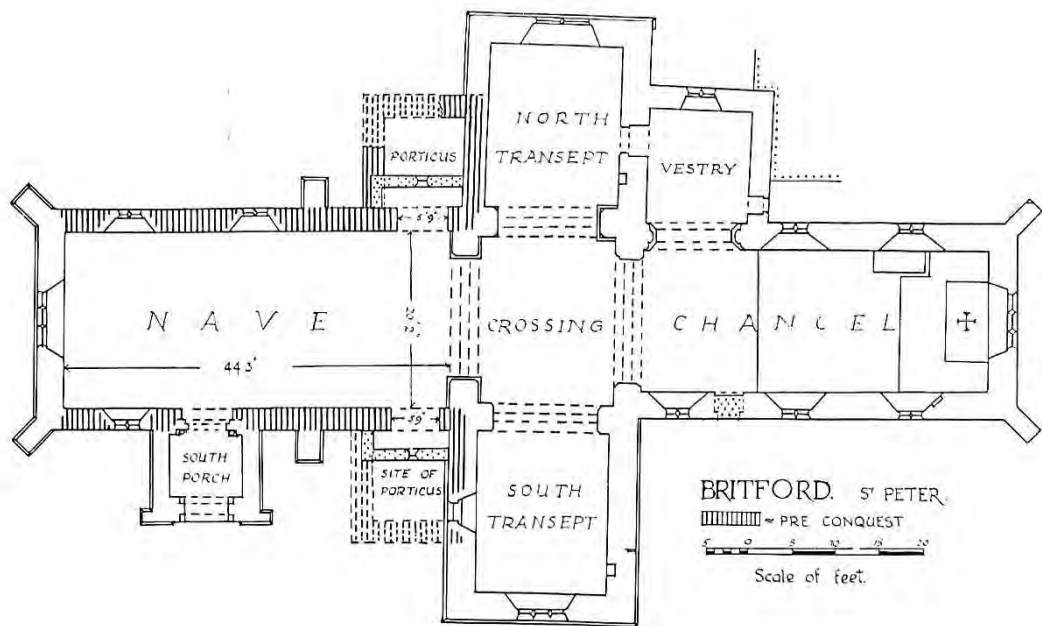 NORTH
TRANSEPT
PORTICUS
VESTRY
5'9"
NAVE
CROSSING
CHANCEL
44'3"
5'9"
SOUTH
PORCH
SITE OF
PORTICUS
SOUTH
TRANSEPT
BRITFORD. ST PETER.
= PRE CONQUEST
5 0 5 10 15 20
Scale of feet.